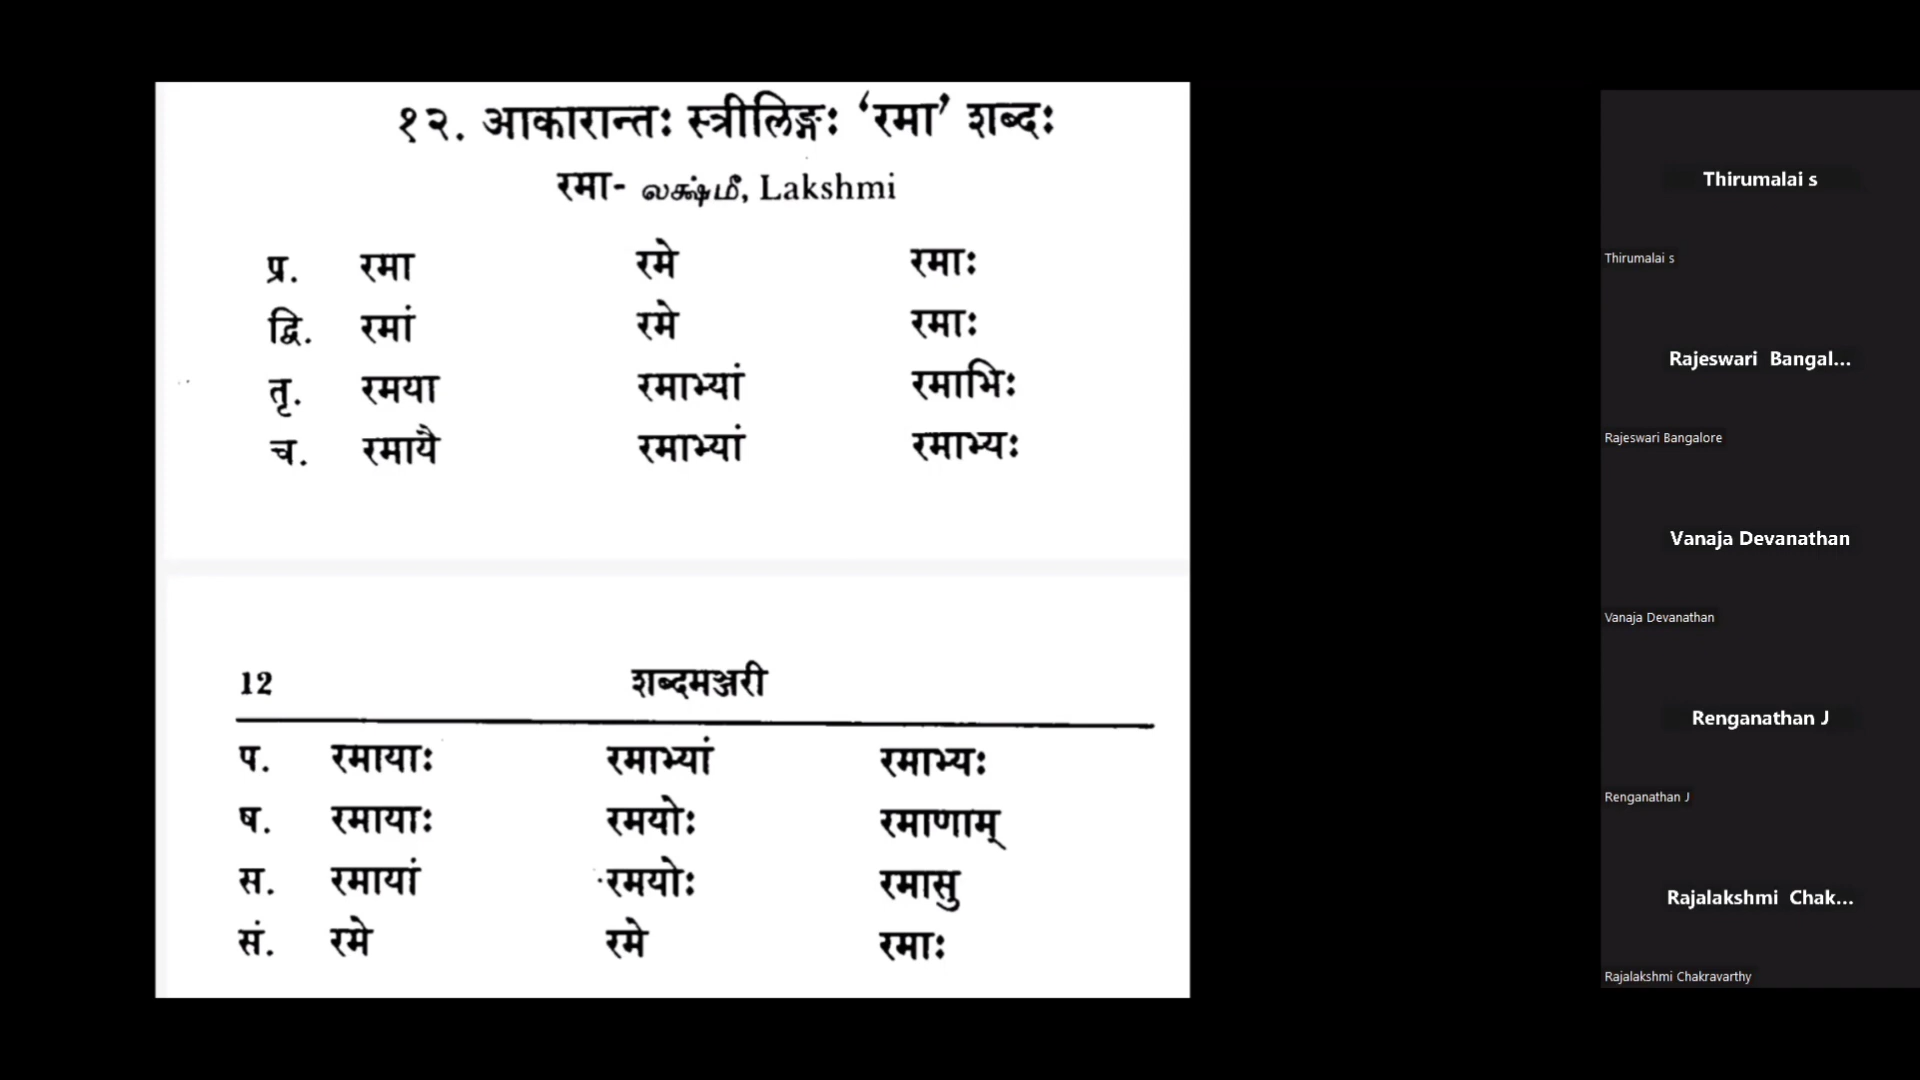 १२. आकारान्तः स्त्रीलिङ्गः ‘रमा’ शब्दः
रमा- லக்ஷ்மீ, Lakshmi
प्र. रमा रमे रमाः
द्वि. रमां रमे रमाः
तृ. रमया रमाभ्यां रमाभिः
च. रमायै रमाभ्यां रमाभ्यः
12 शब्दमञ्जरी
प. रमायाः रमाभ्यां रमाभ्यः
ष. रमायाः रमयोः रमाणाम्
स. रमायां रमयोः रमासु
सं. रमे रमे रमाः
Thirumalai s
Thirumalai s
Rajeswari Bangal...
Rajeswari Bangalore
Vanaja Devanathan
Vanaja Devanathan
Renganathan J
Renganathan J
Rajalakshmi Chak...
Rajalakshmi Chakravarthy